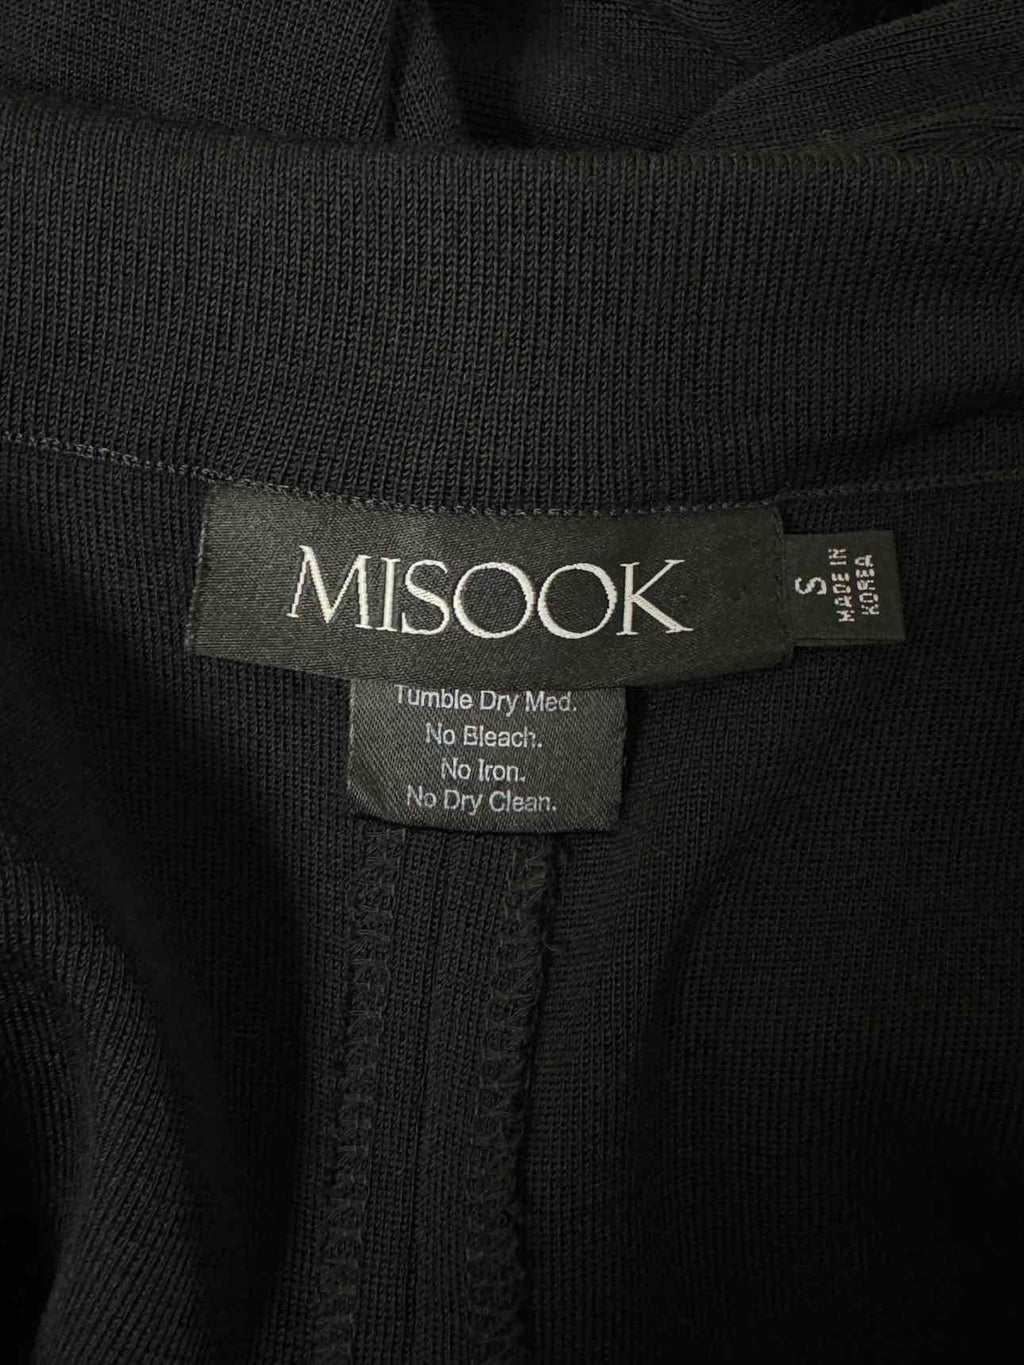 MISOOK
S
MADE IN
KOREA
Tumble Dry Med.
No Bleach.
No Iron.
No Dry Clean.